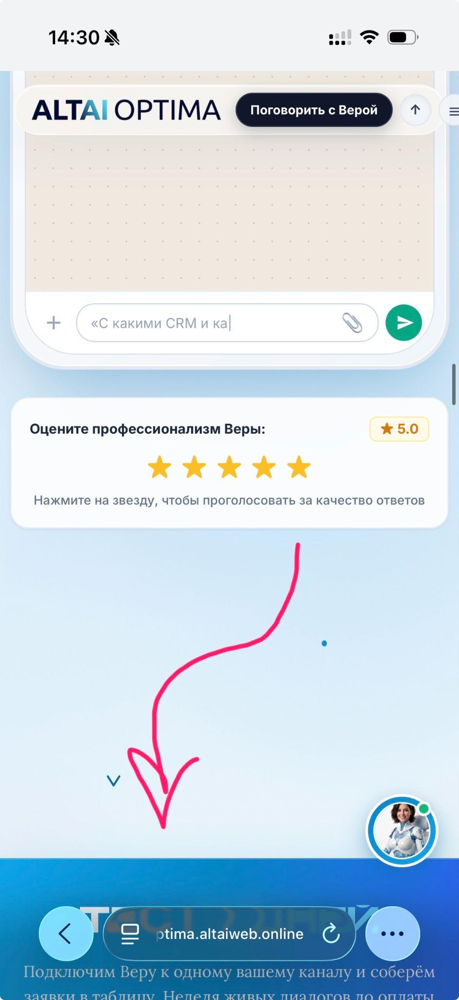 14:30
ALTAI OPTIMA
Поговорить с Верой
«С какими CRM и ка
Оцените профессионализм Веры:
5.0
Нажмите на звезду, чтобы проголосовать за качество ответов
ptima.altaiweb.online
Подключим Веру к одному вашему каналу и соберём
заявки в таблицу. Неделя живых диалогов до оплаты